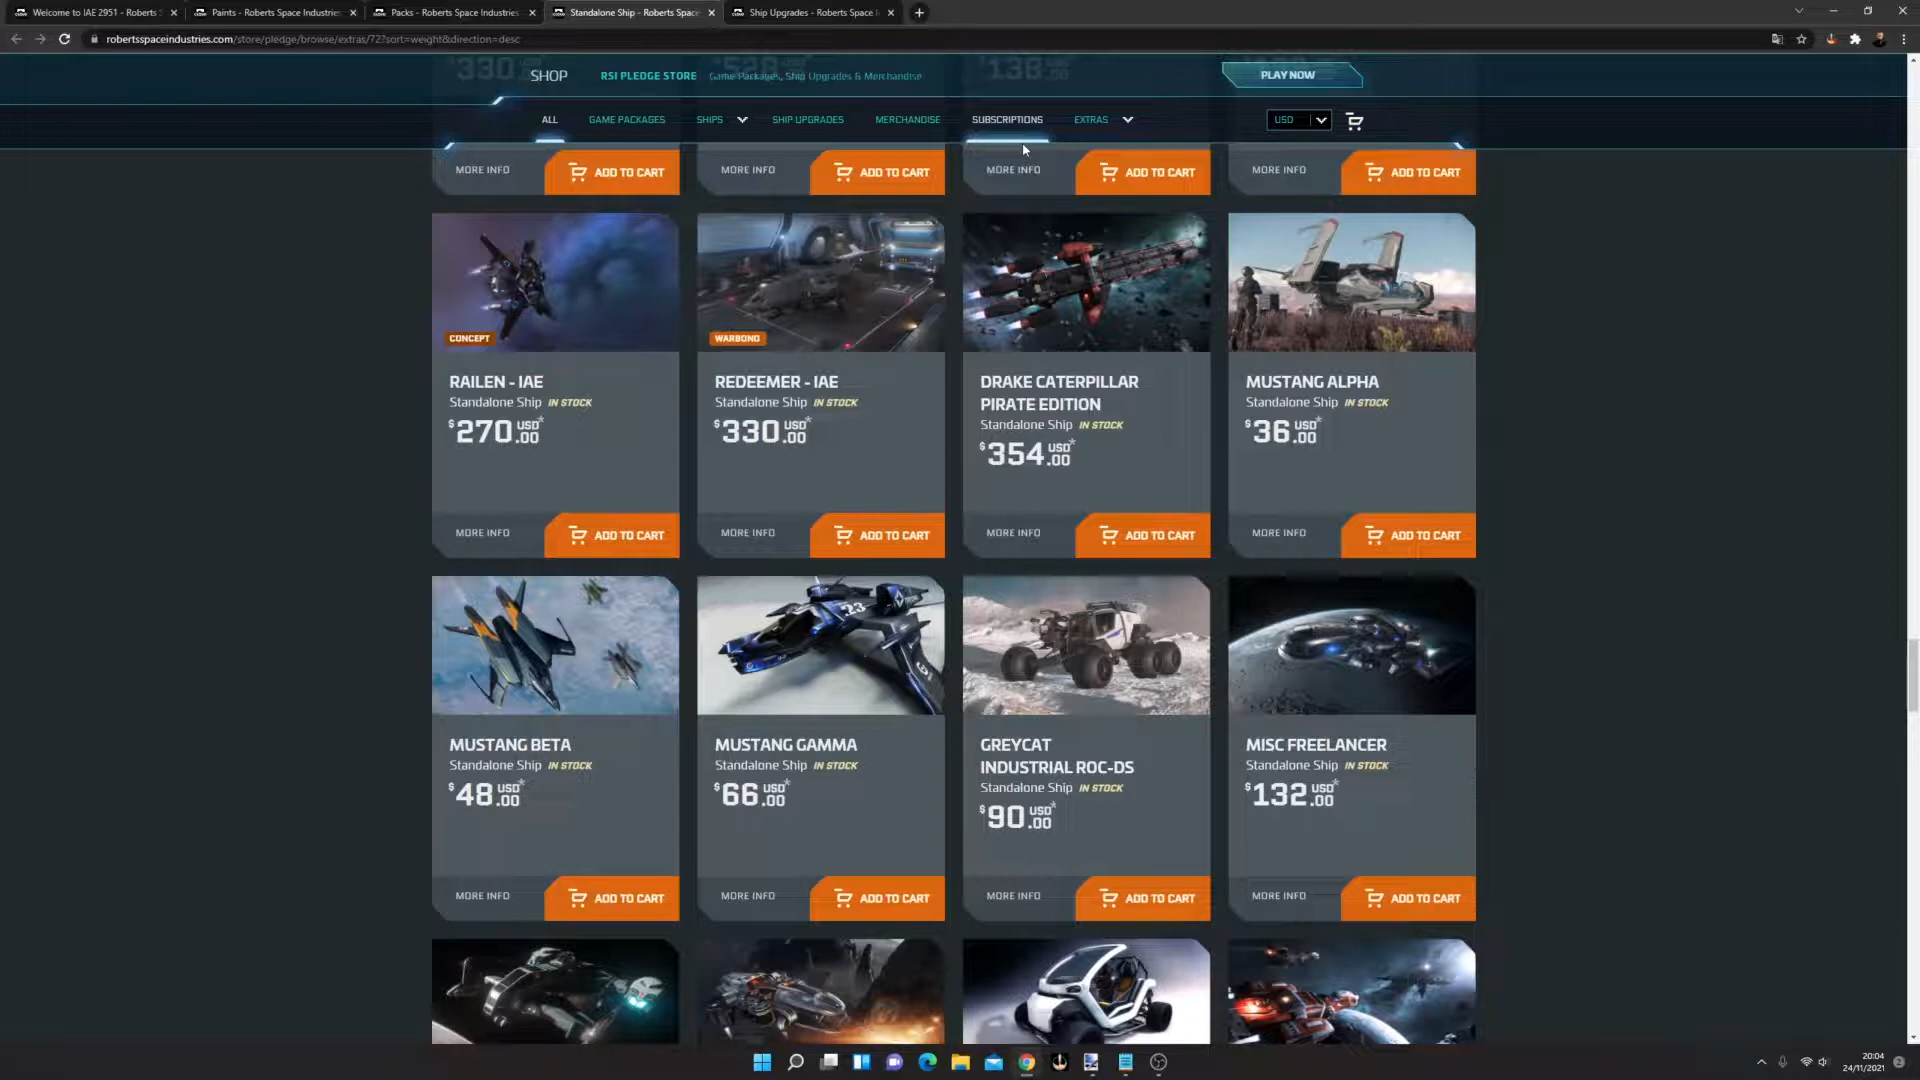 Welcome to IAE 2951 - Roberts S
Paints - Roberts Space Industries
Packs - Roberts Space Industries
Standalone Ship - Roberts Space
Ship Upgrades - Roberts Space I
robertsspaceindustries.com/store/pledge/browse/extras/72?sort=weight&direction=desc
SHOP
RSI PLEDGE STORE
Game Packages, Ship Upgrades & Merchandise
PLAY NOW
ALL
GAME PACKAGES
SHIPS
SHIP UPGRADES
MERCHANDISE
SUBSCRIPTIONS
EXTRAS
USD
MORE INFO ADD TO CART
MORE INFO ADD TO CART
MORE INFO ADD TO CART
MORE INFO ADD TO CART
CONCEPT
RAILEN - IAE
Standalone Ship IN STOCK
$270.00 USD*
MORE INFO ADD TO CART
WARBOND
REDEEMER - IAE
Standalone Ship IN STOCK
$330.00 USD*
MORE INFO ADD TO CART
DRAKE CATERPILLAR
PIRATE EDITION
Standalone Ship IN STOCK
$354.00 USD*
MORE INFO ADD TO CART
MUSTANG ALPHA
Standalone Ship IN STOCK
$36.00 USD*
MORE INFO ADD TO CART
MUSTANG BETA
Standalone Ship IN STOCK
$48.00 USD*
MORE INFO ADD TO CART
23
MUSTANG GAMMA
Standalone Ship IN STOCK
$66.00 USD*
MORE INFO ADD TO CART
GREYCAT
INDUSTRIAL ROC-DS
Standalone Ship IN STOCK
$90.00 USD*
MORE INFO ADD TO CART
MISC FREELANCER
Standalone Ship IN STOCK
$132.00 USD*
MORE INFO ADD TO CART
20:04
24/11/2021